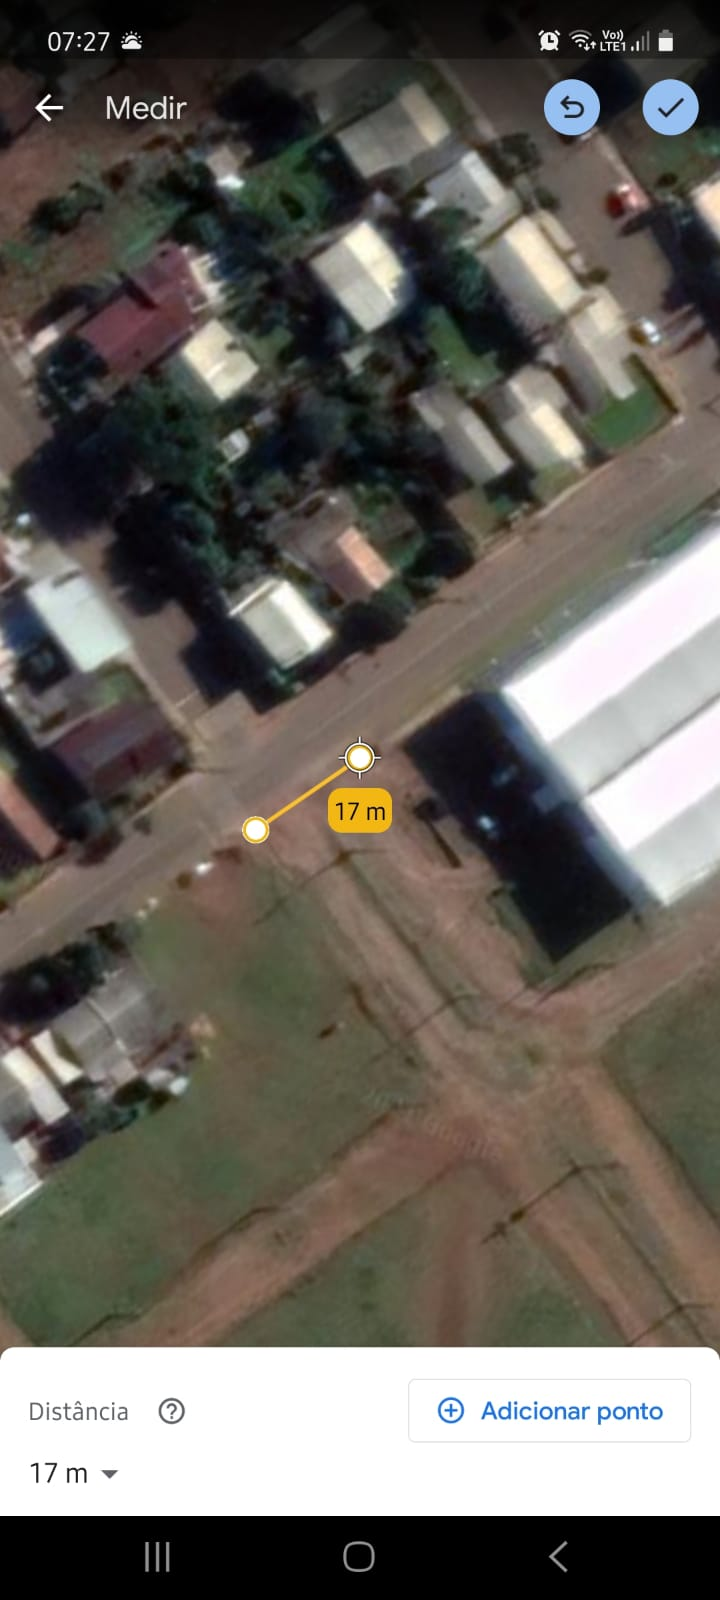 07:27
Vo))
LTE1
Medir
17 m
Distância
Adicionar ponto
17 m